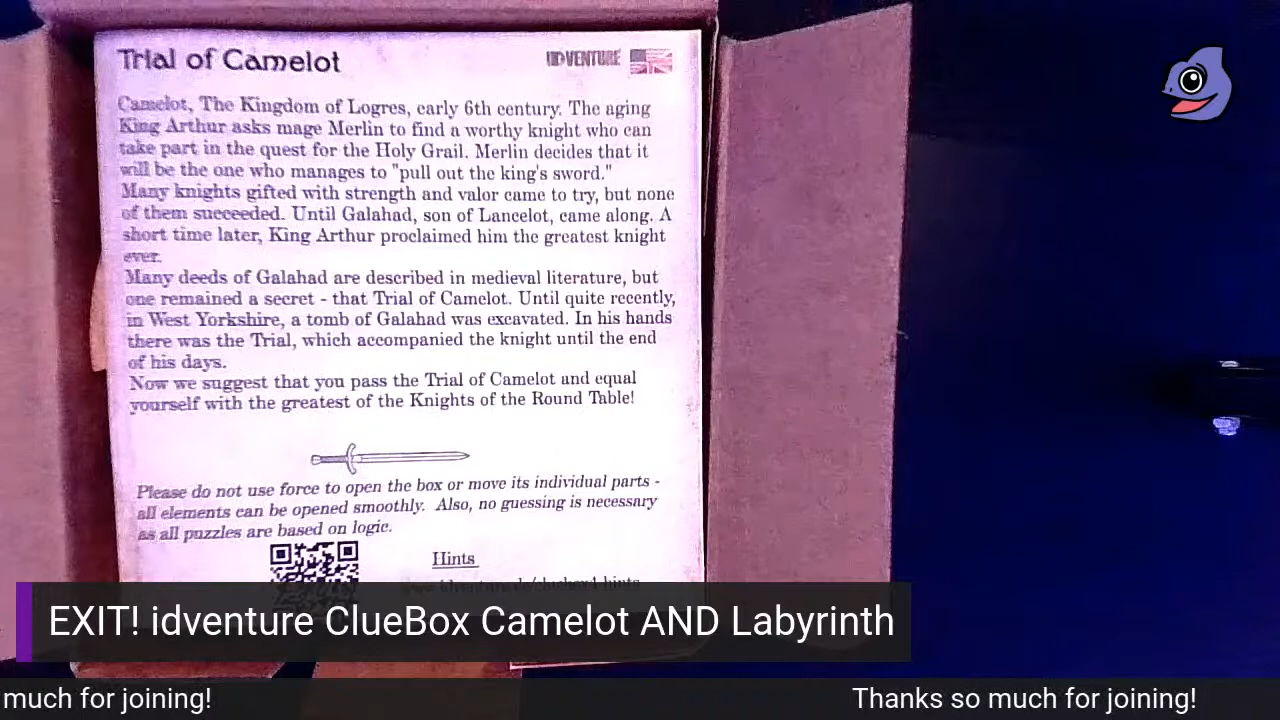 Trial of Camelot
iDVENTURE
Camelot, The Kingdom of Logres, early 6th century. The aging
King Arthur asks mage Merlin to find a worthy knight who can
take part in the quest for the Holy Grail. Merlin decides that it
will be the one who manages to "pull out the king's sword."
Many knights gifted with strength and valor came to try, but none
of them succeeded. Until Galahad, son of Lancelot, came along. A
short time later, King Arthur proclaimed him the greatest knight
ever.
Many deeds of Galahad are described in medieval literature, but
one remained a secret - that Trial of Camelot. Until quite recently,
in West Yorkshire, a tomb of Galahad was excavated. In his hands
there was the Trial, which accompanied the knight until the end
of his days.
Now we suggest that you pass the Trial of Camelot and equal
yourself with the greatest of the Knights of the Round Table!
Please do not use force to open the box or move its individual parts -
all elements can be opened smoothly. Also, no guessing is necessary
as all puzzles are based on logic.
Hints
EXIT! idventure ClueBox Camelot AND Labyrinth
much for joining!
Thanks so much for joining!